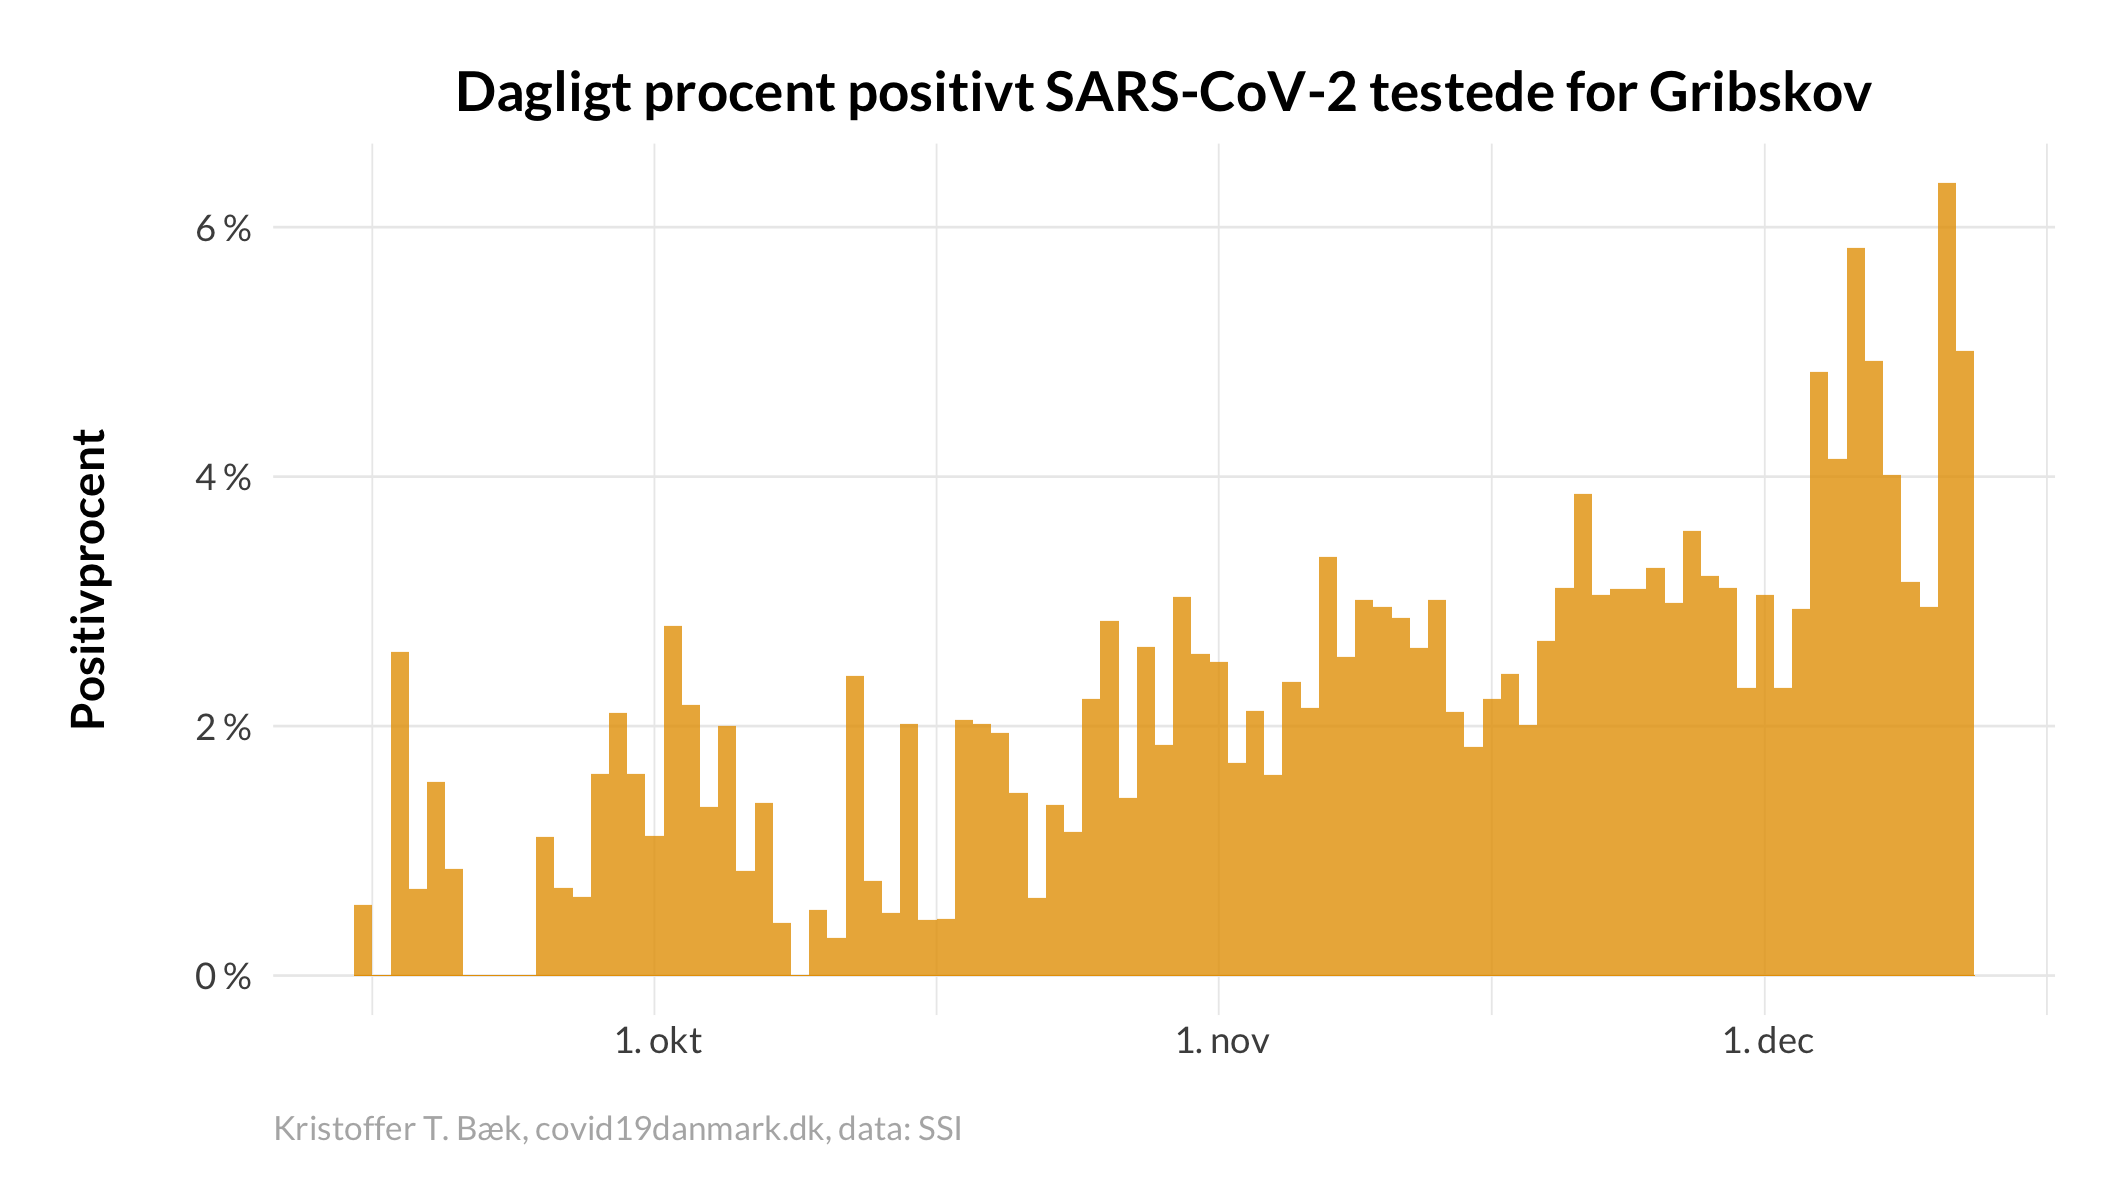 Dagligt procent positivt SARS-CoV-2 testede for Gribskov
Positivprocent
6 %
4 %
2 %
0 %
1. okt
1. nov
1. dec
Kristoffer T. Bæk, covid19danmark.dk, data: SSI